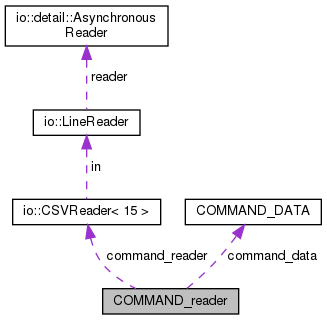 io::detail::Asynchronous
Reader
reader
io::LineReader
in
io::CSVReader< 15 >
COMMAND_DATA
command_reader
command_data
COMMAND_reader